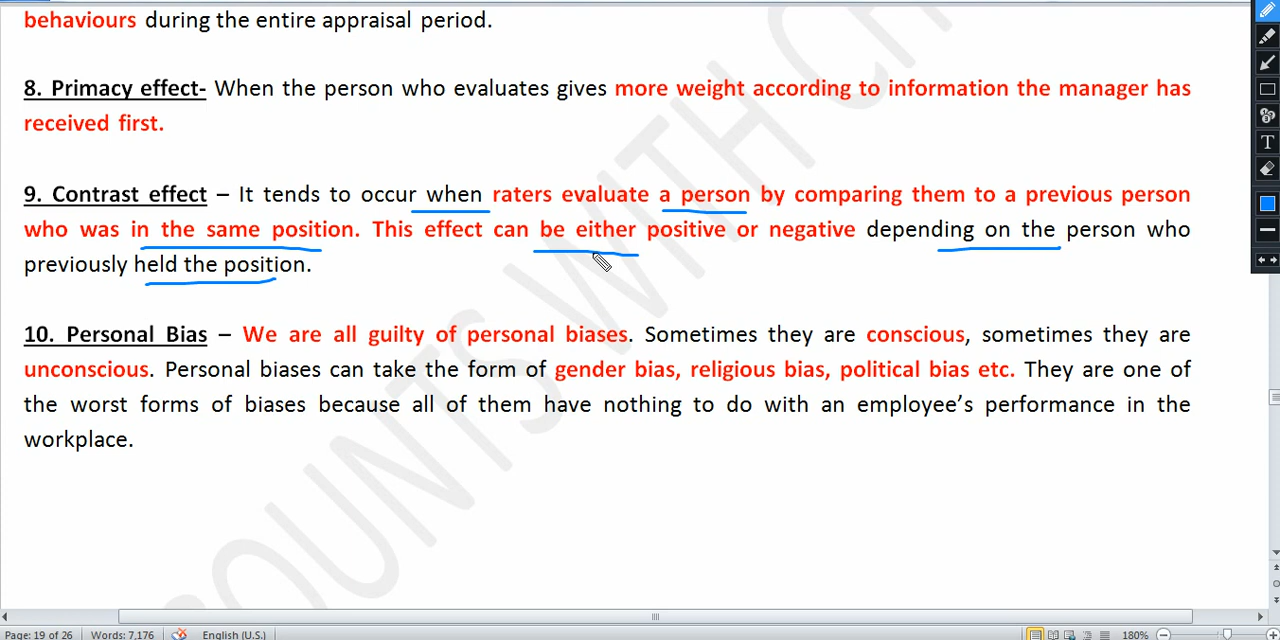 behaviours during the entire appraisal period.
8. Primacy effect- When the person who evaluates gives more weight according to information the manager has
received first.
9. Contrast effect – It tends to occur when raters evaluate a person by comparing them to a previous person
who was in the same position. This effect can be either positive or negative depending on the person who
previously held the position.
10. Personal Bias – We are all guilty of personal biases. Sometimes they are conscious, sometimes they are
unconscious. Personal biases can take the form of gender bias, religious bias, political bias etc. They are one of
the worst forms of biases because all of them have nothing to do with an employee’s performance in the
workplace.
OUNTS WITH CH
T
Page: 19 of 26 Words: 7,176 English (U.S.) 180%